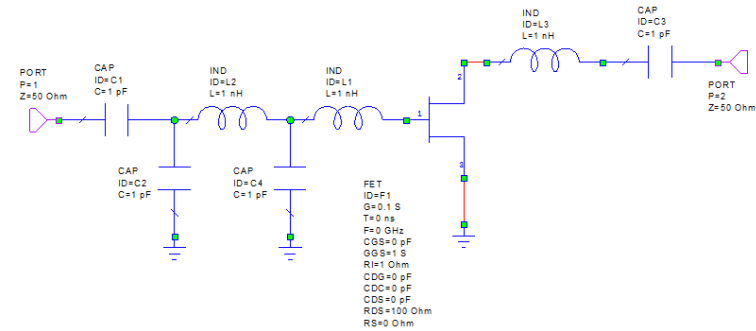 PORT
P=1
Z=50 Ohm
CAP
ID=C1
C=1 pF
IND
ID=L2
L=1 nH
IND
ID=L1
L=1 nH
CAP
ID=C2
C=1 pF
CAP
ID=C4
C=1 pF
1
2
3
FET
ID=F1
G=0.1 S
T=0 ns
F=0 GHz
CGS=0 pF
GGS=1 S
RI=1 Ohm
CDG=0 pF
CDC=0 pF
CDS=0 pF
RDS=100 Ohm
RS=0 Ohm
IND
ID=L3
L=1 nH
CAP
ID=C3
C=1 pF
PORT
P=2
Z=50 Ohm